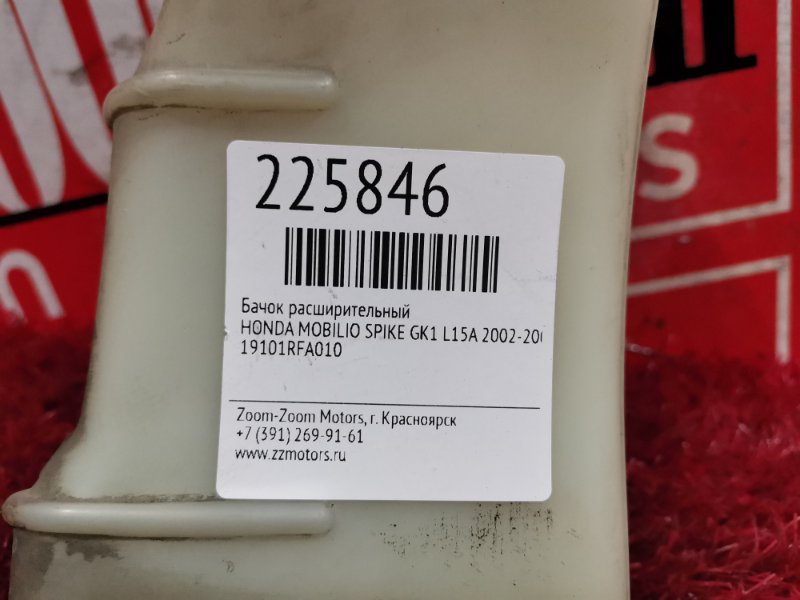 225846
Бачок расширительный
HONDA MOBILIO SPIKE GK1 L15A 2002-20
19101RFA010
Zoom-Zoom Motors, г. Красноярск
+7 (391) 269-91-61
www.zzmotors.ru